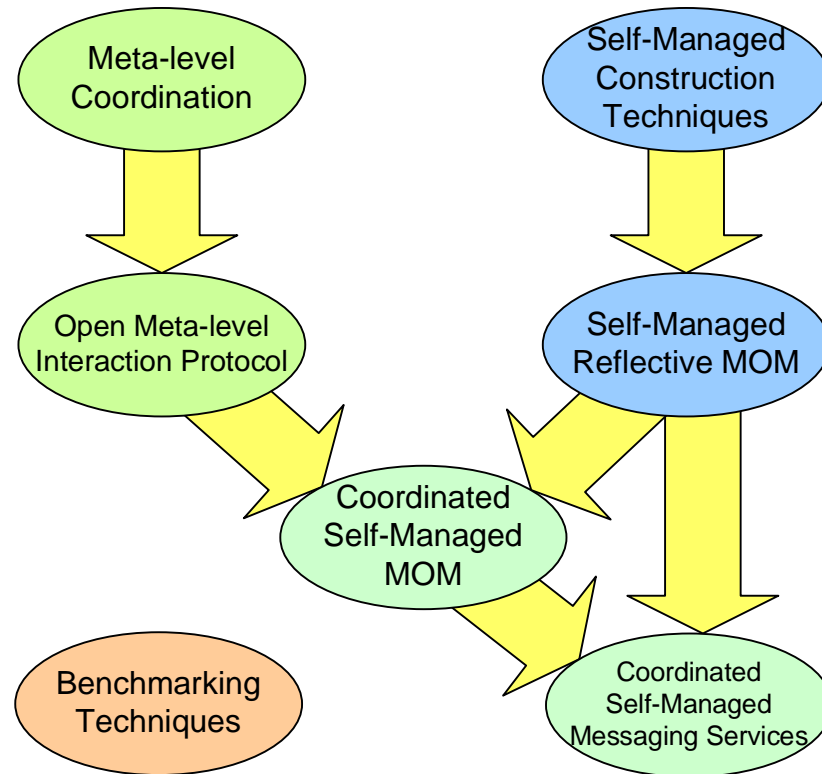 Meta-level
Coordination
Self-Managed
Construction
Techniques
Open Meta-level
Interaction Protocol
Self-Managed
Reflective MOM
Coordinated
Self-Managed
MOM
Benchmarking
Techniques
Coordinated
Self-Managed
Messaging Services